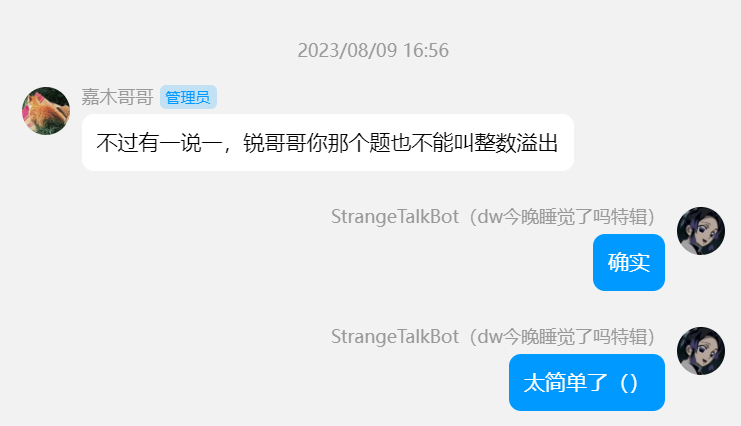 2023/08/09 16:56
嘉木哥哥 管理员
不过有一说一，锐哥哥你那个题也不能叫整数溢出
StrangeTalkBot（dw今晚睡觉了吗特辑）
确实
StrangeTalkBot（dw今晚睡觉了吗特辑）
太简单了（）